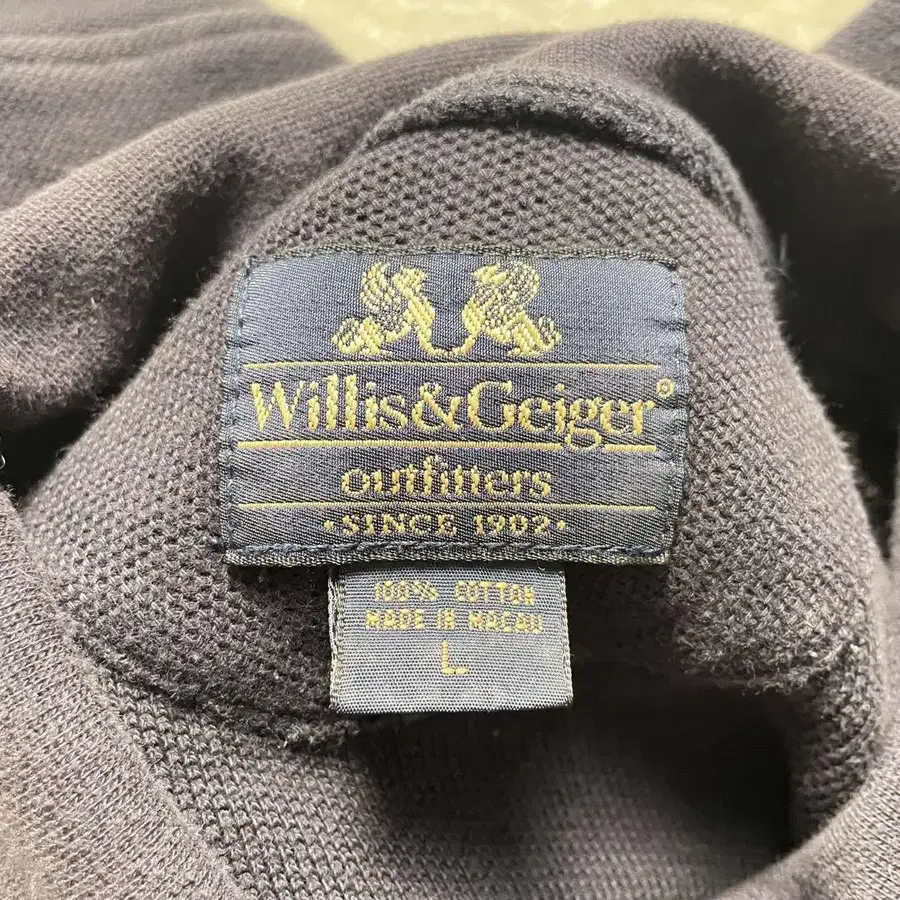 Willis&Geiger®
outfitters
·SINCE 1902·
100% COTTON
MADE IN MACAU
L